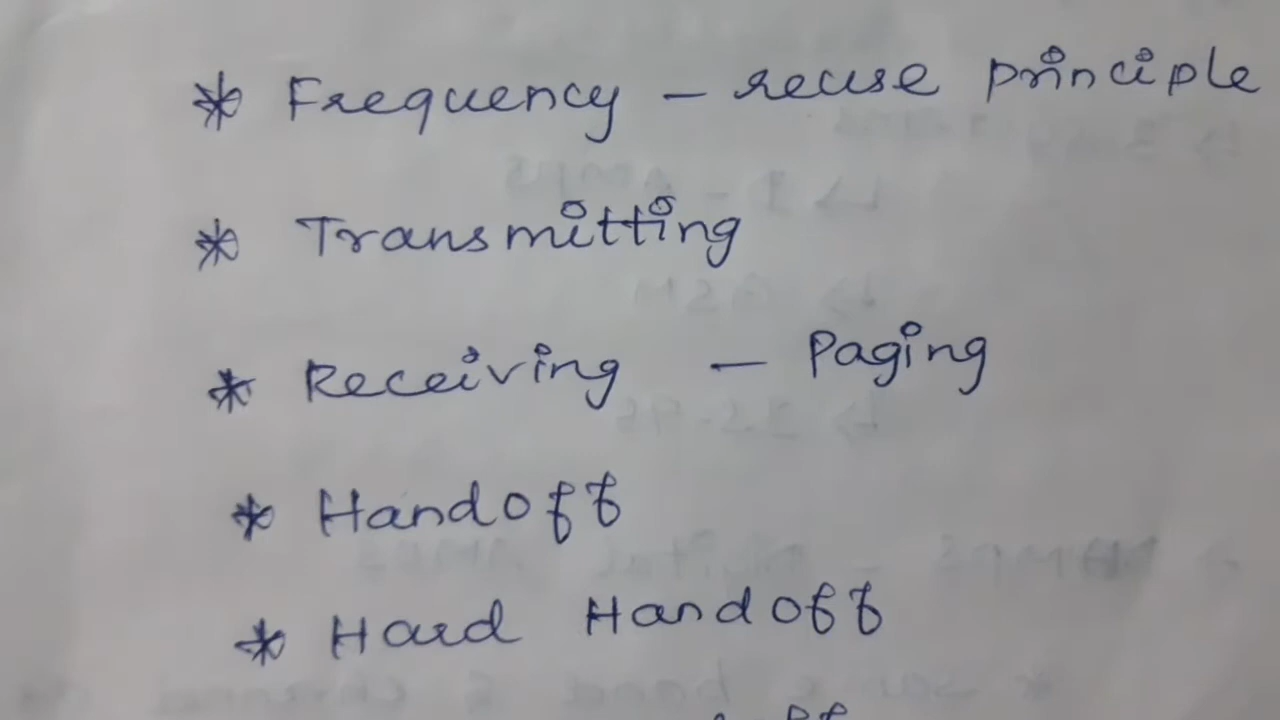 * Frequency - reuse principle
* Transmitting
* Receiving - Paging
* Handoff
* Hard Handoff